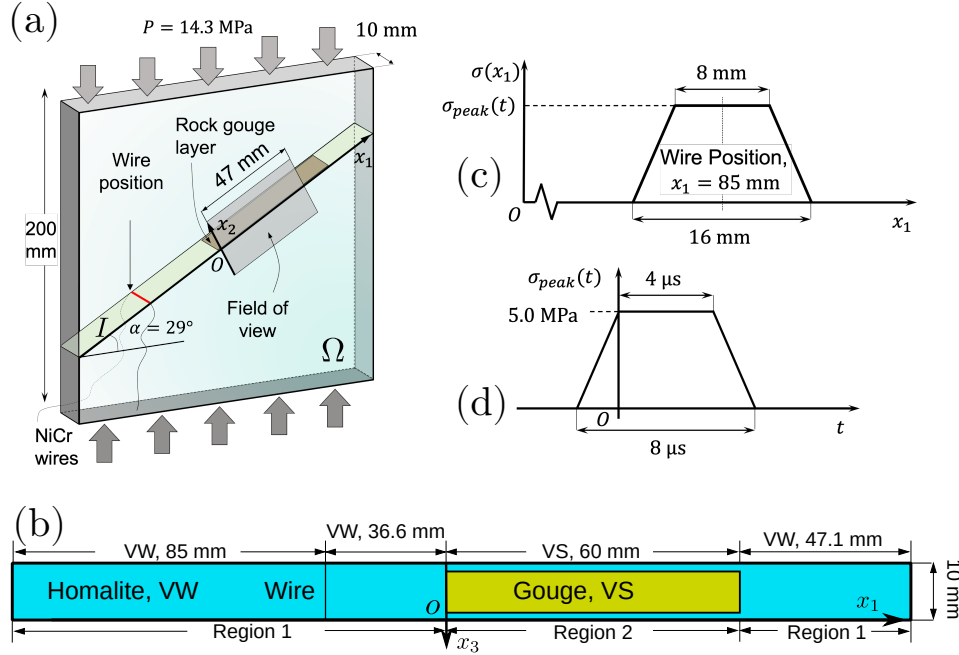 (a)
P = 14.3 MPa
10 mm
Rock gouge
layer
Wire
position
47 mm
x₁
x₂
O
200
mm
Field of
view
I
α = 29°
Ω
NiCr
wires
(c)
σ(x₁)
σ_peak(t)
8 mm
Wire Position,
x₁ = 85 mm
O
x₁
16 mm
(d)
σ_peak(t)
4 μs
5.0 MPa
O
t
8 μs
(b)
VW, 36.6 mm
VW, 85 mm
VS, 60 mm
VW, 47.1 mm
Homalite, VW
Wire
Gouge, VS
O
x₁
10 mm
Region 1
Region 2
Region 1
x₃